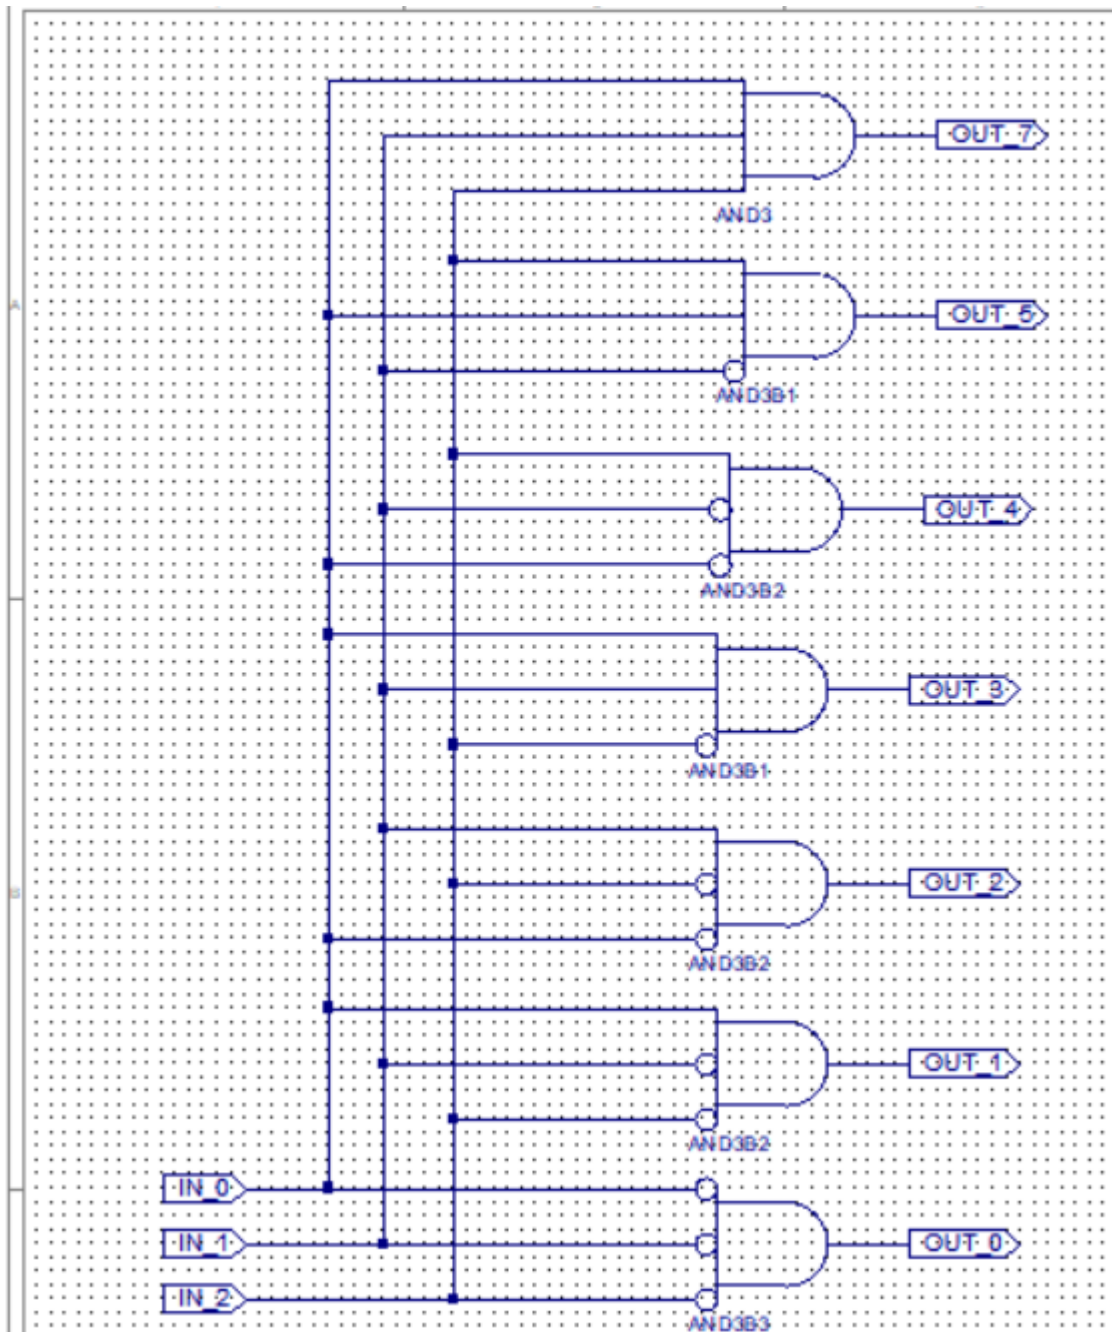 OUT_7
AND3
A
OUT_5
AND3B1
OUT_4
AND3B2
OUT_3
AND3B1
B
OUT_2
AND3B2
OUT_1
AND3B2
IN_0
IN_1
OUT_0
IN_2
AND3B3